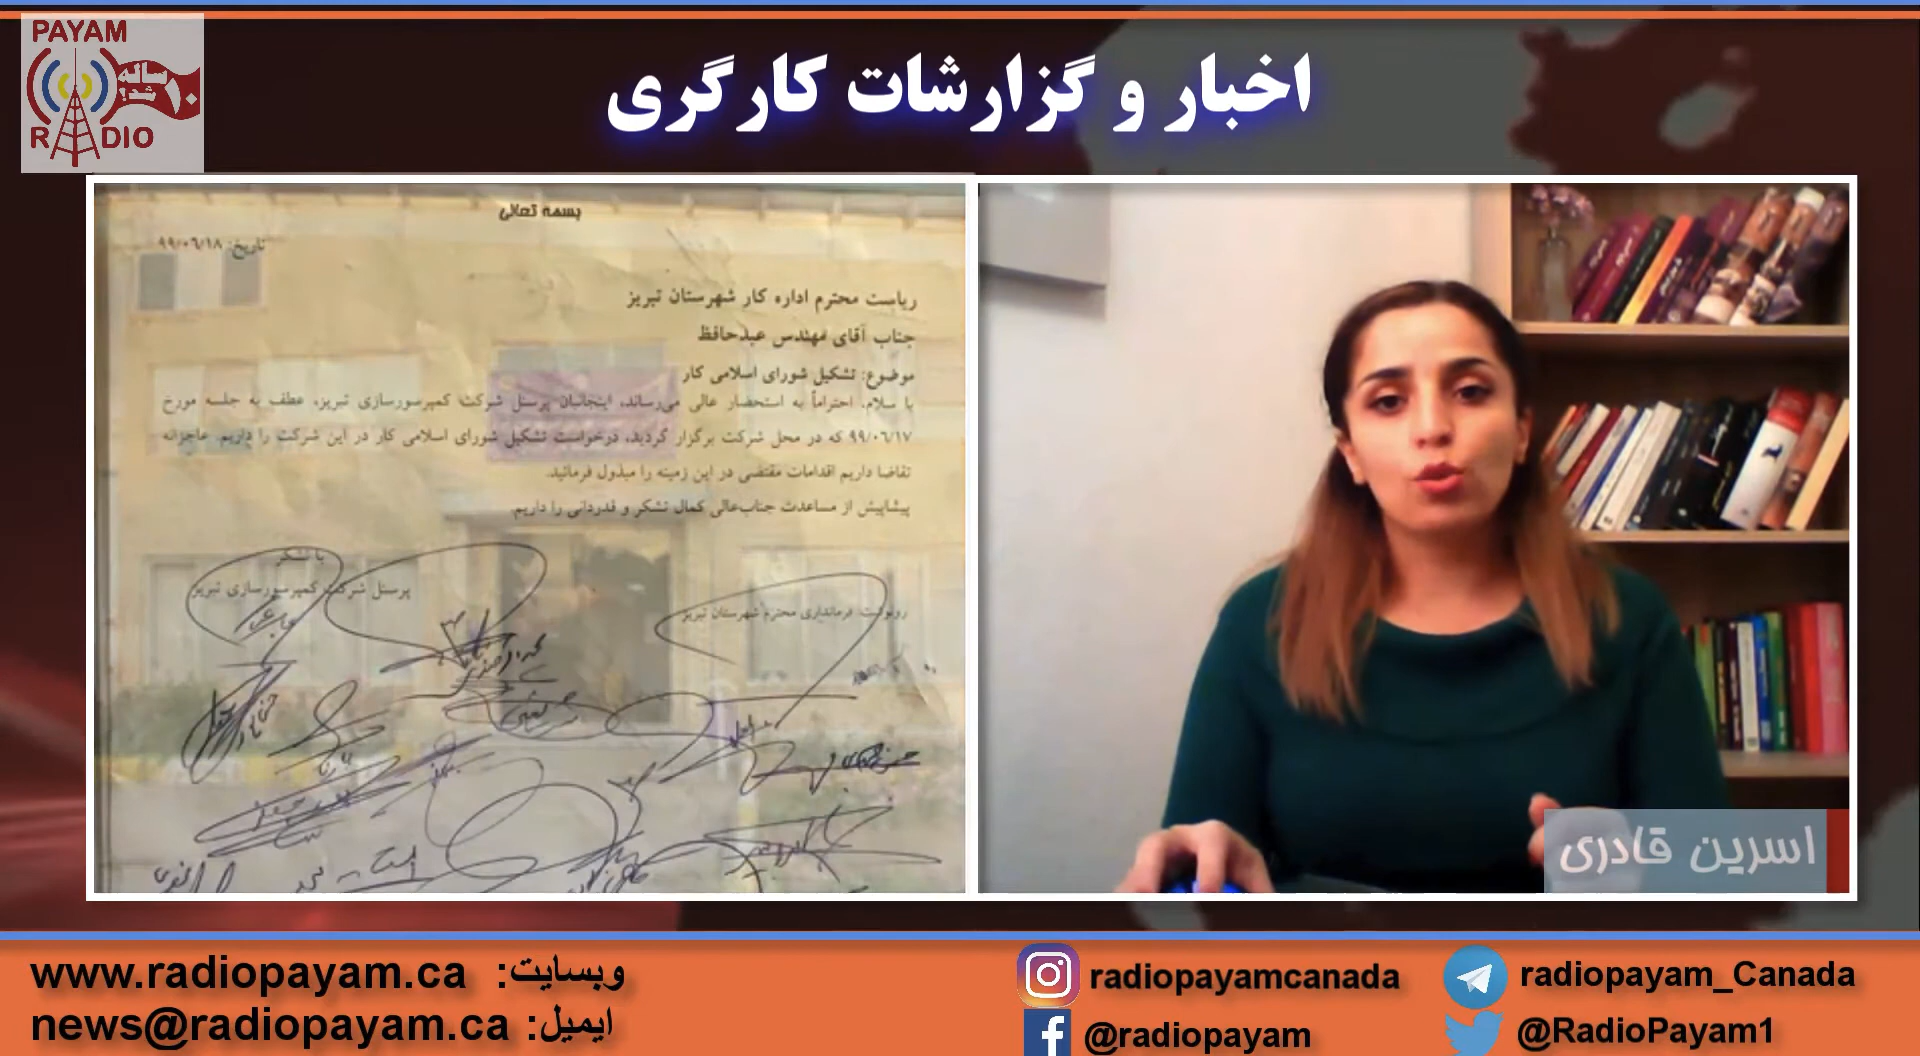 PAYAM
RADIO
۱۰ ساله شد!
اخبار و گزارشات کارگری
بسمه تعالی
تاریخ: ۹۹/۰۶/۱۸
ریاست محترم اداره کار شهرستان تبریز
جناب آقای مهندس عبدحافظ
موضوع: تشکیل شورای اسلامی کار
با سلام، احتراماً به استحضار عالی می‌رساند، اینجانبان پرسنل شرکت کمپرسورسازی تبریز، عطف به جلسه مورخ
۹۹/۰۶/۱۷ که در محل شرکت برگزار گردید، درخواست تشکیل شورای اسلامی کار در این شرکت را داریم. عاجزانه
تقاضا داریم اقدامات مقتضی در این زمینه را مبذول فرمائید.
پیشاپیش از مساعدت جناب‌عالی کمال تشکر و قدردانی را داریم.
با تشکر
پرسنل شرکت کمپرسورسازی تبریز
رونوشت: فرمانداری محترم شهرستان تبریز
اسرین قادری
وبسایت: www.radiopayam.ca
ایمیل: news@radiopayam.ca
radiopayamcanada
@radiopayam
radiopayam_Canada
@RadioPayam1